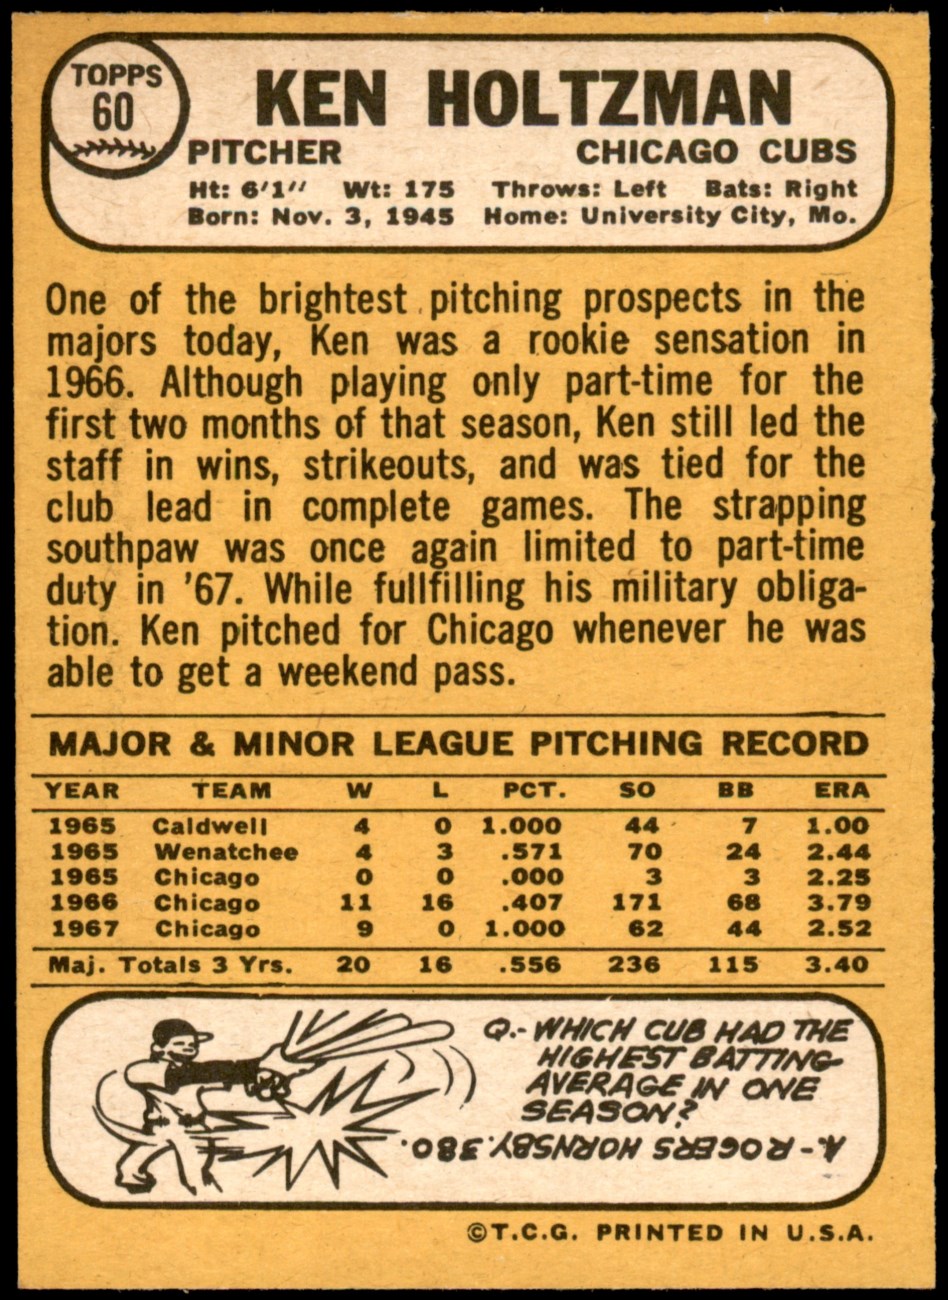 TOPPS
60
KEN HOLTZMAN
PITCHER CHICAGO CUBS
Ht: 6'1" Wt: 175 Throws: Left Bats: Right
Born: Nov. 3, 1945 Home: University City, Mo.
One of the brightest pitching prospects in the
majors today, Ken was a rookie sensation in
1966. Although playing only part-time for the
first two months of that season, Ken still led the
staff in wins, strikeouts, and was tied for the
club lead in complete games. The strapping
southpaw was once again limited to part-time
duty in '67. While fullfilling his military obliga-
tion. Ken pitched for Chicago whenever he was
able to get a weekend pass.
MAJOR & MINOR LEAGUE PITCHING RECORD
YEAR TEAM W L PCT. SO BB ERA
1965 Caldwell 4 0 1.000 44 7 1.00
1965 Wenatchee 4 3 .571 70 24 2.44
1965 Chicago 0 0 .000 3 3 2.25
1966 Chicago 11 16 .407 171 68 3.79
1967 Chicago 9 0 1.000 62 44 2.52
Maj. Totals 3 Yrs. 20 16 .556 236 115 3.40
Q.- WHICH CUB HAD THE
HIGHEST BATTING
AVERAGE IN ONE
SEASON?
A.- ROGERS HORNSBY .380.
©T.C.G. PRINTED IN U.S.A.